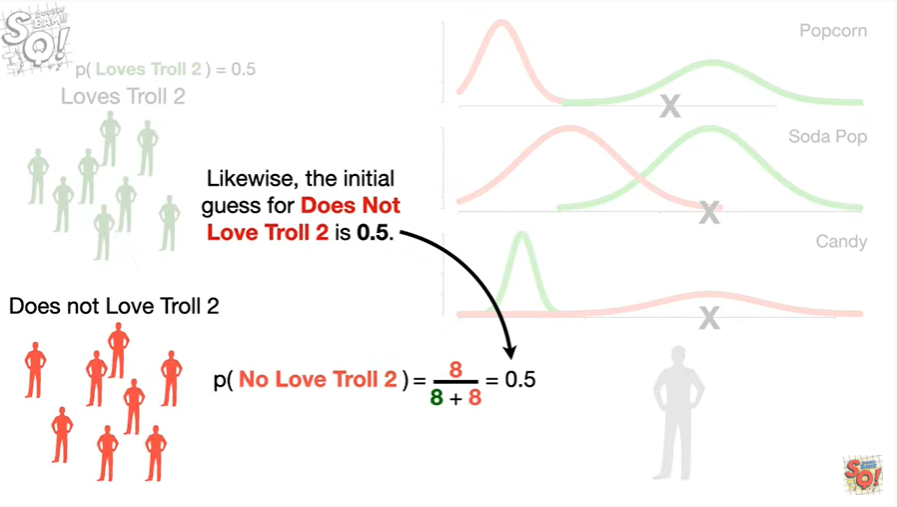 p( Loves Troll 2 ) = 0.5
Loves Troll 2
Popcorn
X
Soda Pop
X
Candy
X
Likewise, the initial
guess for Does Not
Love Troll 2 is 0.5.
Does not Love Troll 2
p( No Love Troll 2 ) = 8 / 8 + 8 = 0.5
SQ!